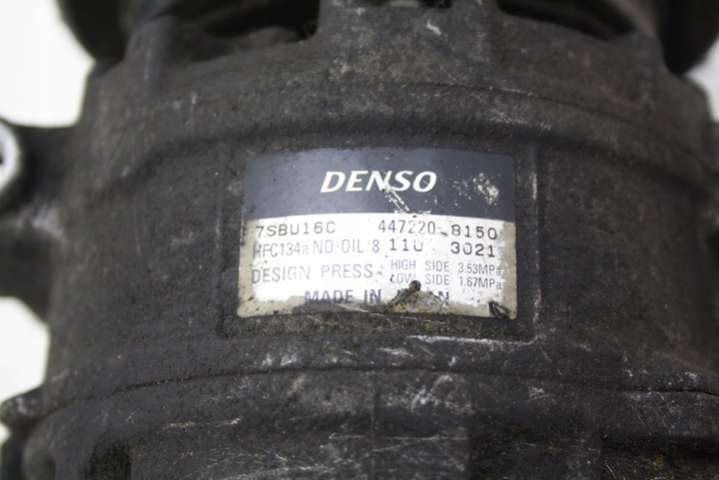 DENSO
7SBU16C 447220-8150
HFC134a ND-OIL 8 110 3021
DESIGN PRESS HIGH SIDE 3.53MPa
LOW SIDE 1.67MPa
MADE IN JAPAN